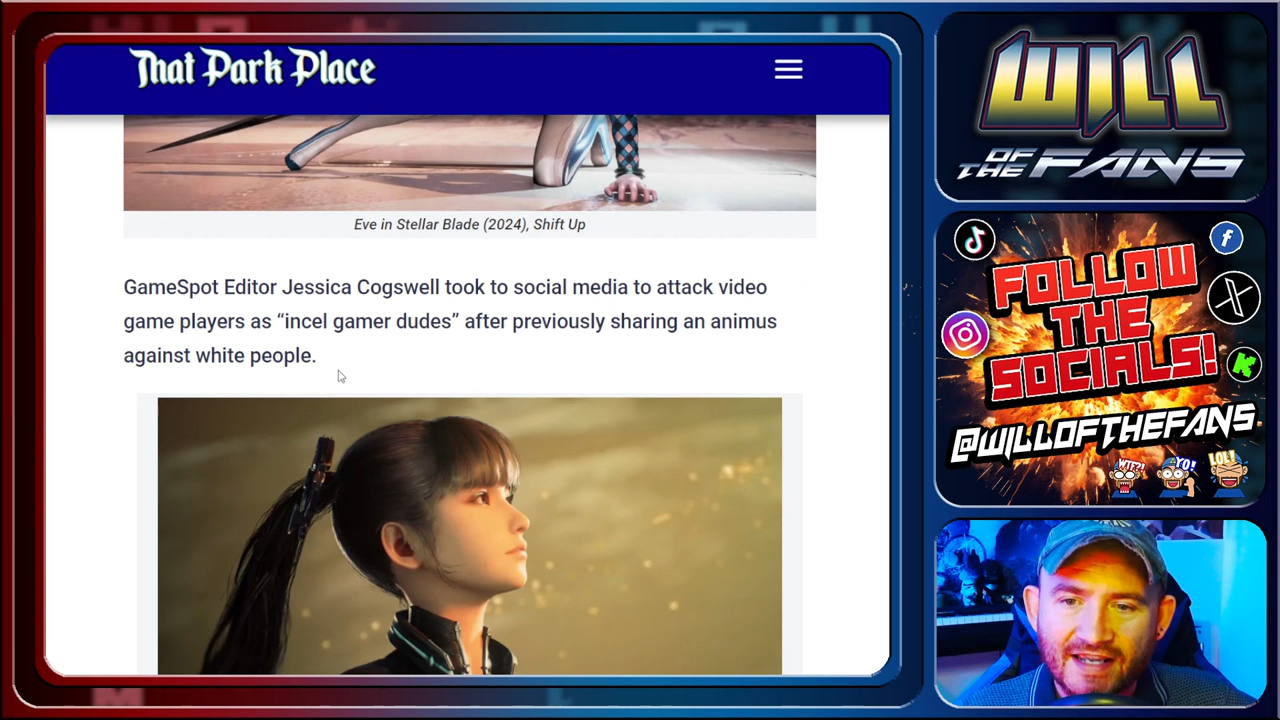 That Park Place
Eve in Stellar Blade (2024), Shift Up
GameSpot Editor Jessica Cogswell took to social media to attack video
game players as “incel gamer dudes” after previously sharing an animus
against white people.
WILL
OF THE FANS
FOLLOW
THE
SOCIALS!
@WILLOFTHEFANS
WTF?!
YO!
LOL!